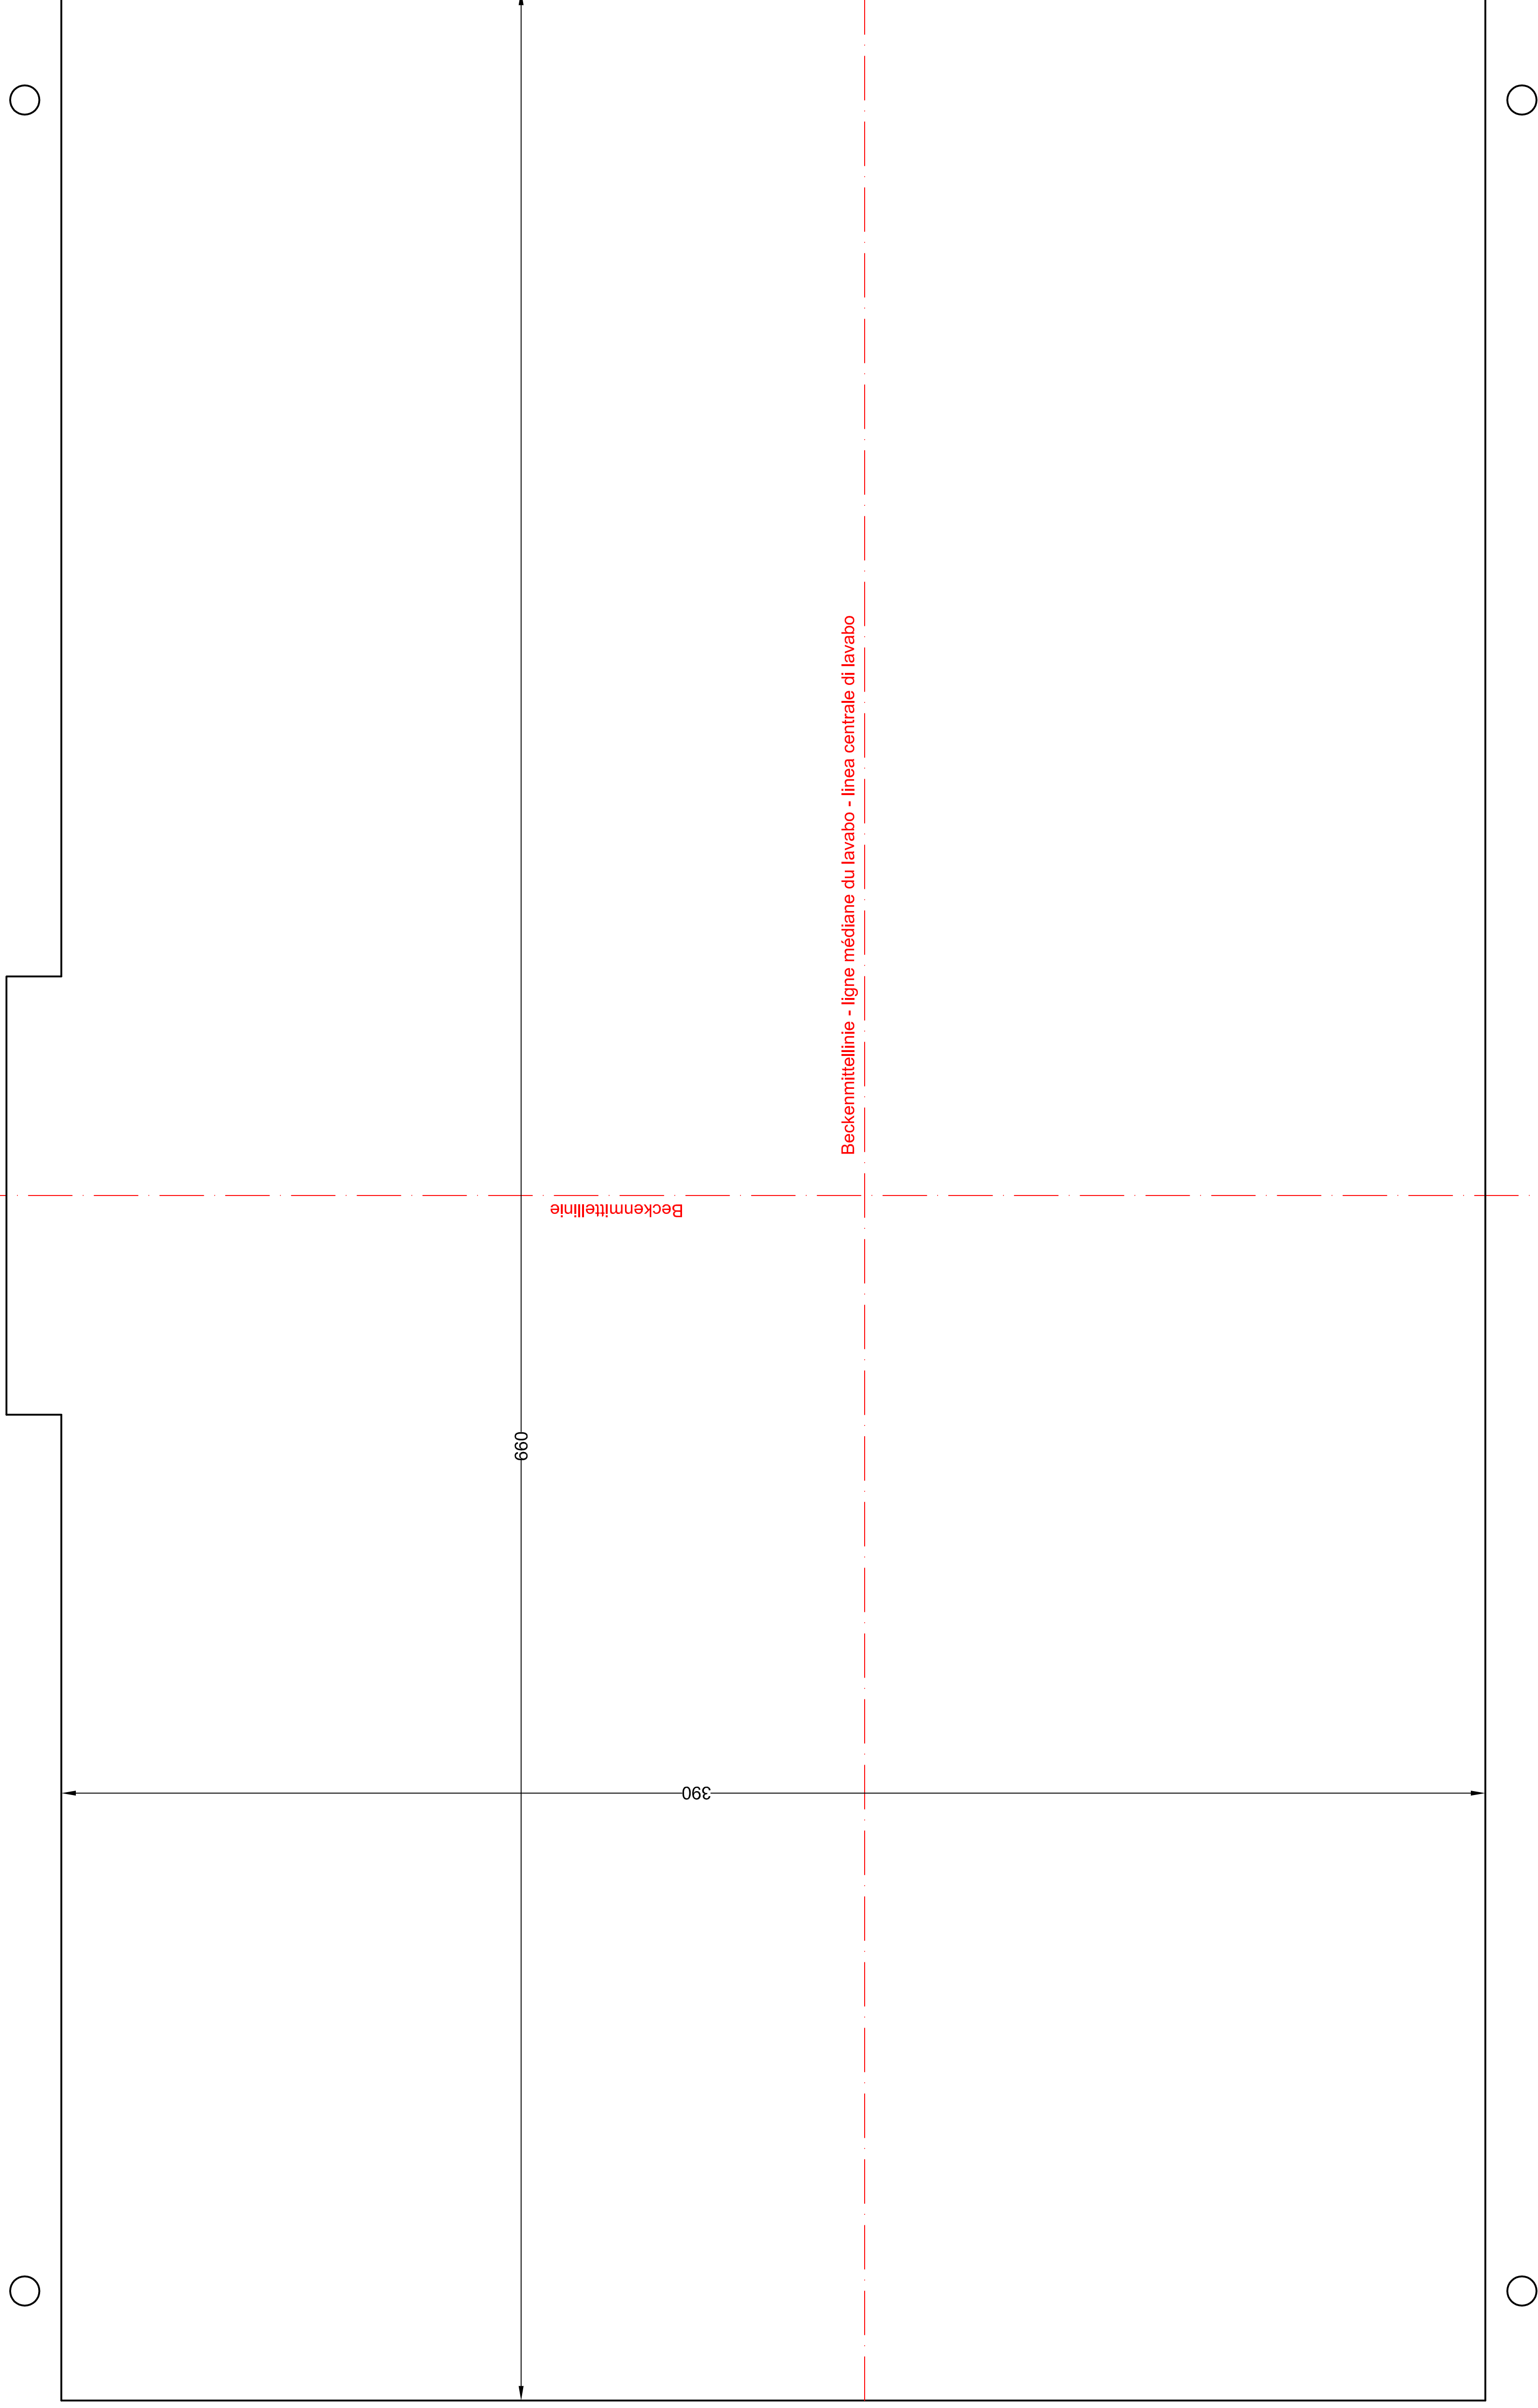 Beckenmittellinie - ligne médiane du lavabo - linea centrale di lavabo
Beckenmittellinie
660
390